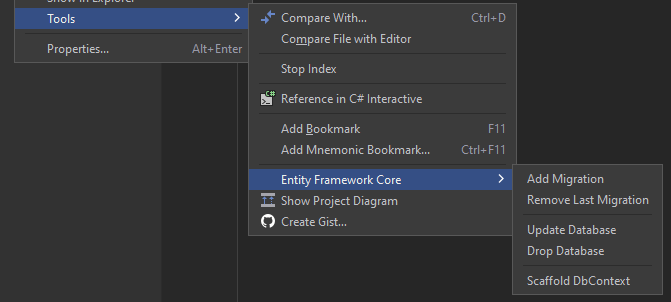 Show in Explorer
Tools
Properties... Alt+Enter
Compare With... Ctrl+D
Compare File with Editor
Stop Index
Reference in C# Interactive
Add Bookmark F11
Add Mnemonic Bookmark... Ctrl+F11
Entity Framework Core
Show Project Diagram
Create Gist...
Add Migration
Remove Last Migration
Update Database
Drop Database
Scaffold DbContext